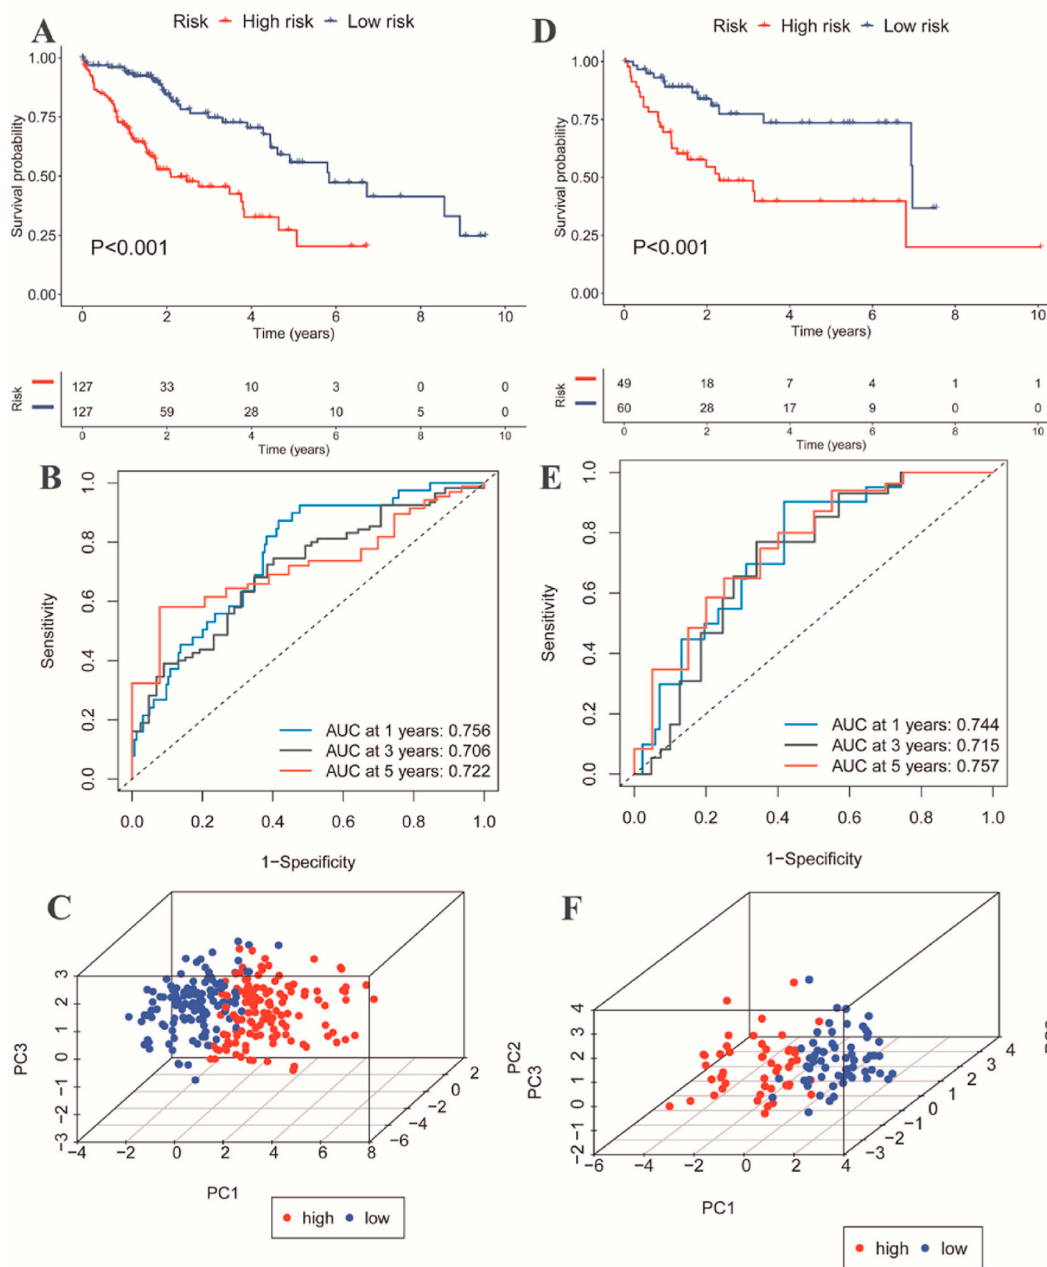 A
Risk High risk Low risk
Survival probability
1.00
0.75
0.50
0.25
0.00
P<0.001
0 2 4 6 8 10
Time (years)
Risk
127 33 10 3 0 0
127 59 28 10 5 0
0 2 4 6 8 10
Time (years)
D
Risk High risk Low risk
Survival probability
1.00
0.75
0.50
0.25
0.00
P<0.001
0 2 4 6 8 10
Time (years)
Risk
49 18 7 4 1 1
60 28 17 9 0 0
0 2 4 6 8 10
Time (years)
B
Sensitivity
1.0
0.8
0.6
0.4
0.2
0.0
AUC at 1 years: 0.756
AUC at 3 years: 0.706
AUC at 5 years: 0.722
0.0 0.2 0.4 0.6 0.8 1.0
1−Specificity
E
Sensitivity
1.0
0.8
0.6
0.4
0.2
0.0
AUC at 1 years: 0.744
AUC at 3 years: 0.715
AUC at 5 years: 0.757
0.0 0.2 0.4 0.6 0.8 1.0
1−Specificity
C
PC3
3
2
1
0
−1
−2
−3
−4 −2 0 2 4 6 8
PC1
−6
−4
−2
0
2
PC2
high low
F
PC3
4
3
2
1
0
−1
−2
−6 −4 −2 0 2 4
PC1
−3
−2
−1
0
1
2
3
4
high low